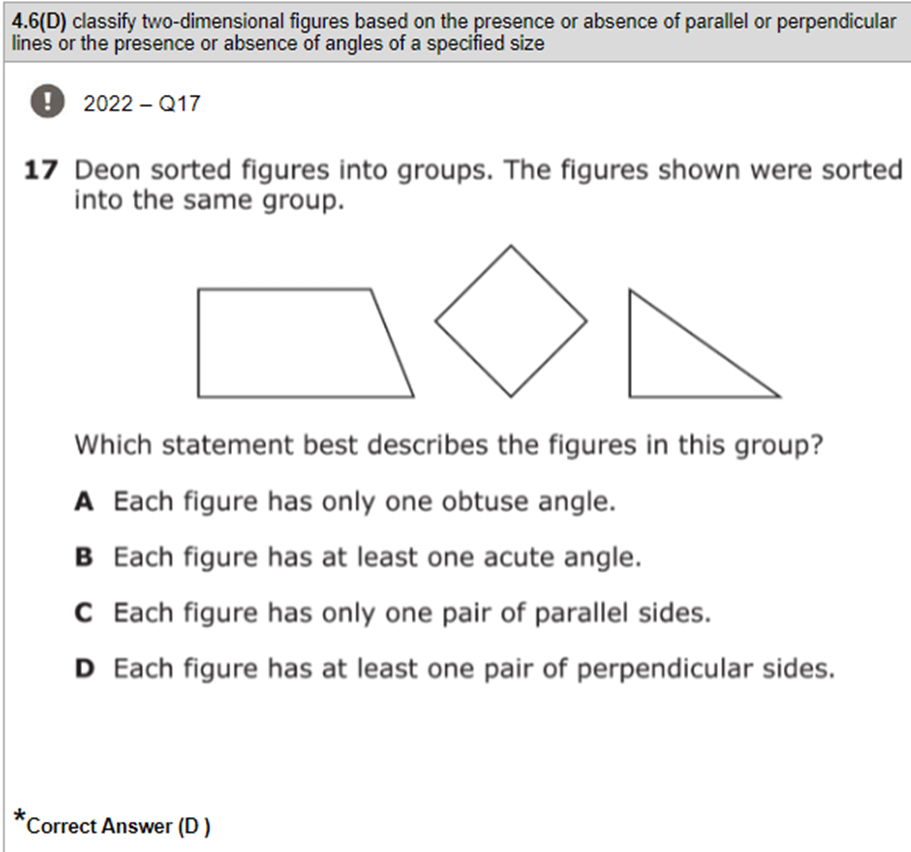 4.6(D) classify two-dimensional figures based on the presence or absence of parallel or perpendicular
lines or the presence or absence of angles of a specified size
! 2022 – Q17
17 Deon sorted figures into groups. The figures shown were sorted
into the same group.
Which statement best describes the figures in this group?
A Each figure has only one obtuse angle.
B Each figure has at least one acute angle.
C Each figure has only one pair of parallel sides.
D Each figure has at least one pair of perpendicular sides.
*Correct Answer (D )